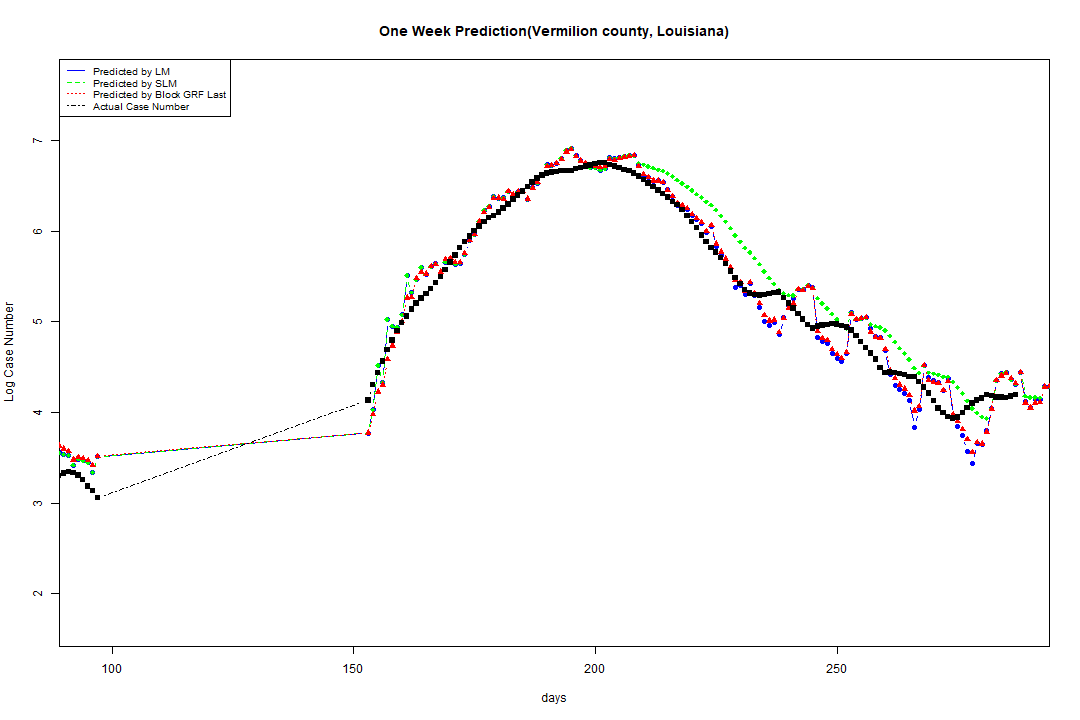 One Week Prediction(Vermilion county, Louisiana)
Predicted by LM
Predicted by SLM
Predicted by Block GRF Last
Actual Case Number
7
6
5
4
3
2
Log Case Number
100 150 200 250
days